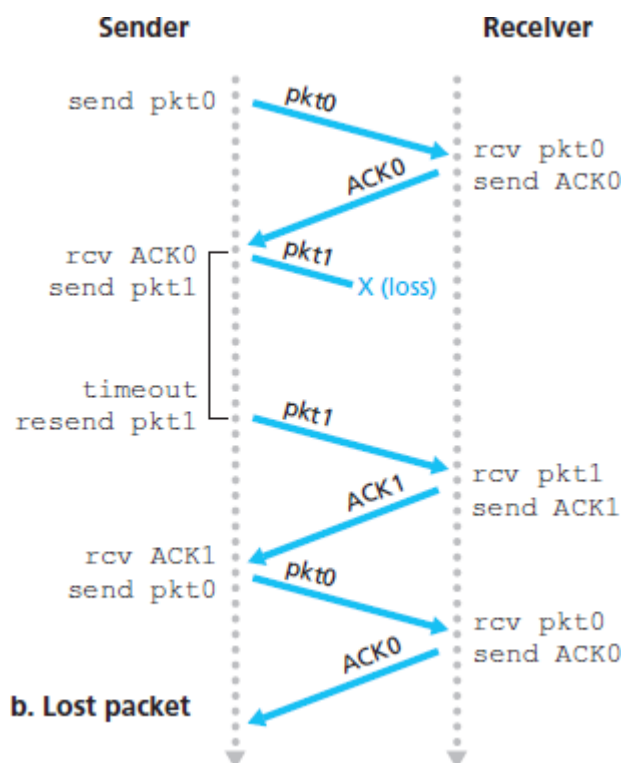 Sender
Receiver
send pkt0
pkt0
rcv pkt0
send ACK0
ACK0
rcv ACK0
send pkt1
pkt1
X (loss)
timeout
resend pkt1
pkt1
rcv pkt1
send ACK1
ACK1
rcv ACK1
send pkt0
pkt0
rcv pkt0
send ACK0
ACK0
b. Lost packet